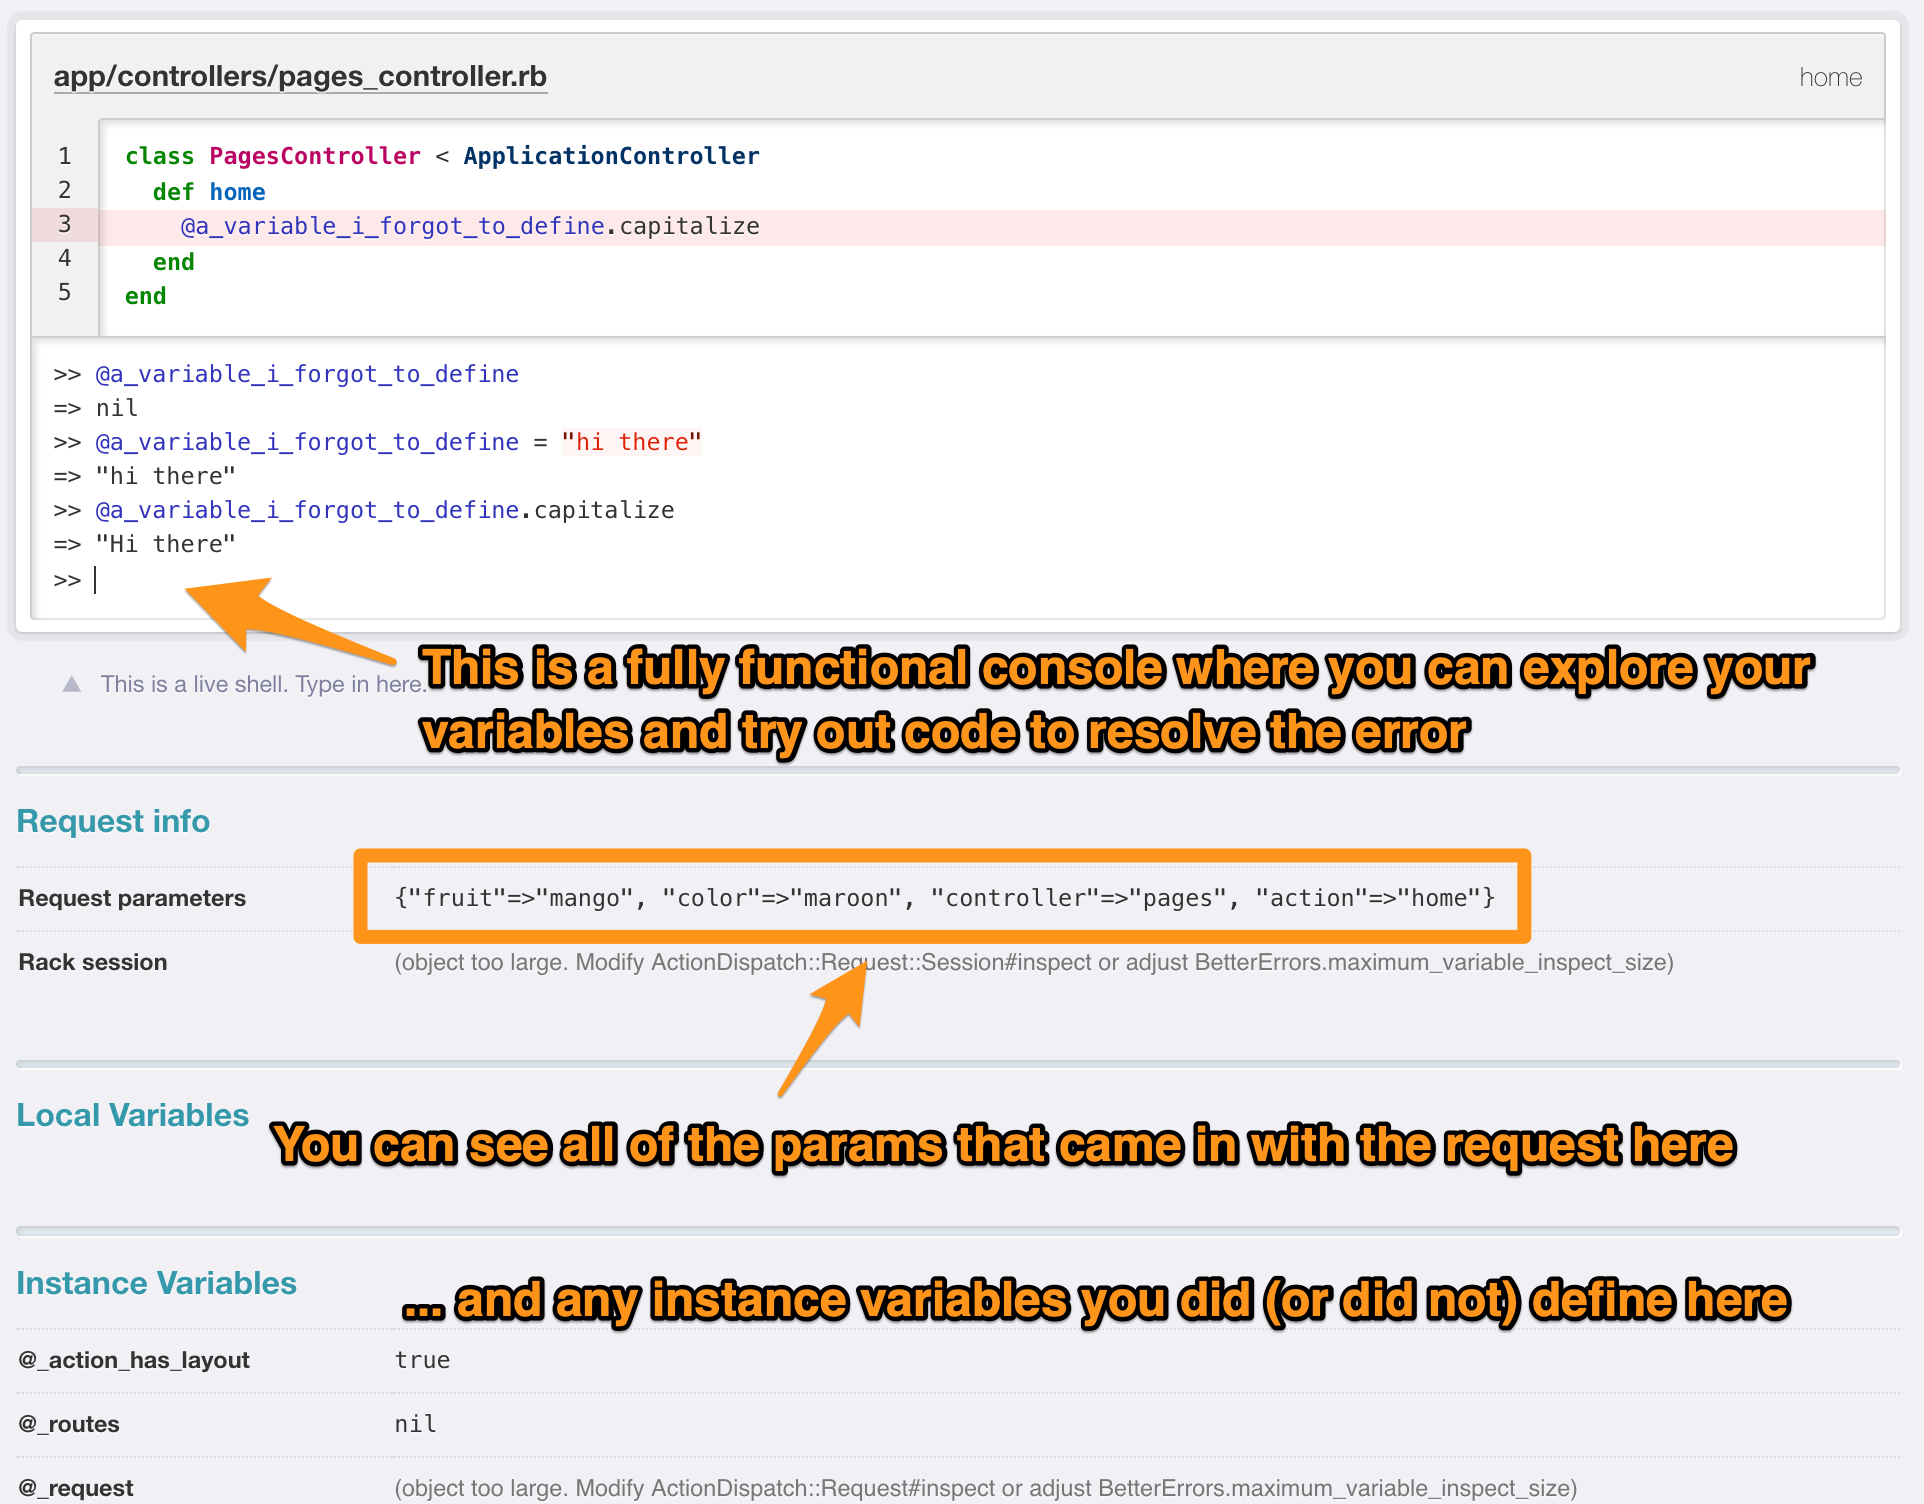 app/controllers/pages_controller.rb
home
1 class PagesController < ApplicationController
2   def home
3     @a_variable_i_forgot_to_define.capitalize
4   end
5 end
>> @a_variable_i_forgot_to_define
=> nil
>> @a_variable_i_forgot_to_define = "hi there"
=> "hi there"
>> @a_variable_i_forgot_to_define.capitalize
=> "Hi there"
>>
This is a live shell. Type in here.
This is a fully functional console where you can explore your
variables and try out code to resolve the error
Request info
Request parameters {"fruit"=>"mango", "color"=>"maroon", "controller"=>"pages", "action"=>"home"}
Rack session (object too large. Modify ActionDispatch::Request::Session#inspect or adjust BetterErrors.maximum_variable_inspect_size)
Local Variables
You can see all of the params that came in with the request here
Instance Variables
... and any instance variables you did (or did not) define here
@_action_has_layout true
@_routes nil
@_request (object too large. Modify ActionDispatch::Request#inspect or adjust BetterErrors.maximum_variable_inspect_size)